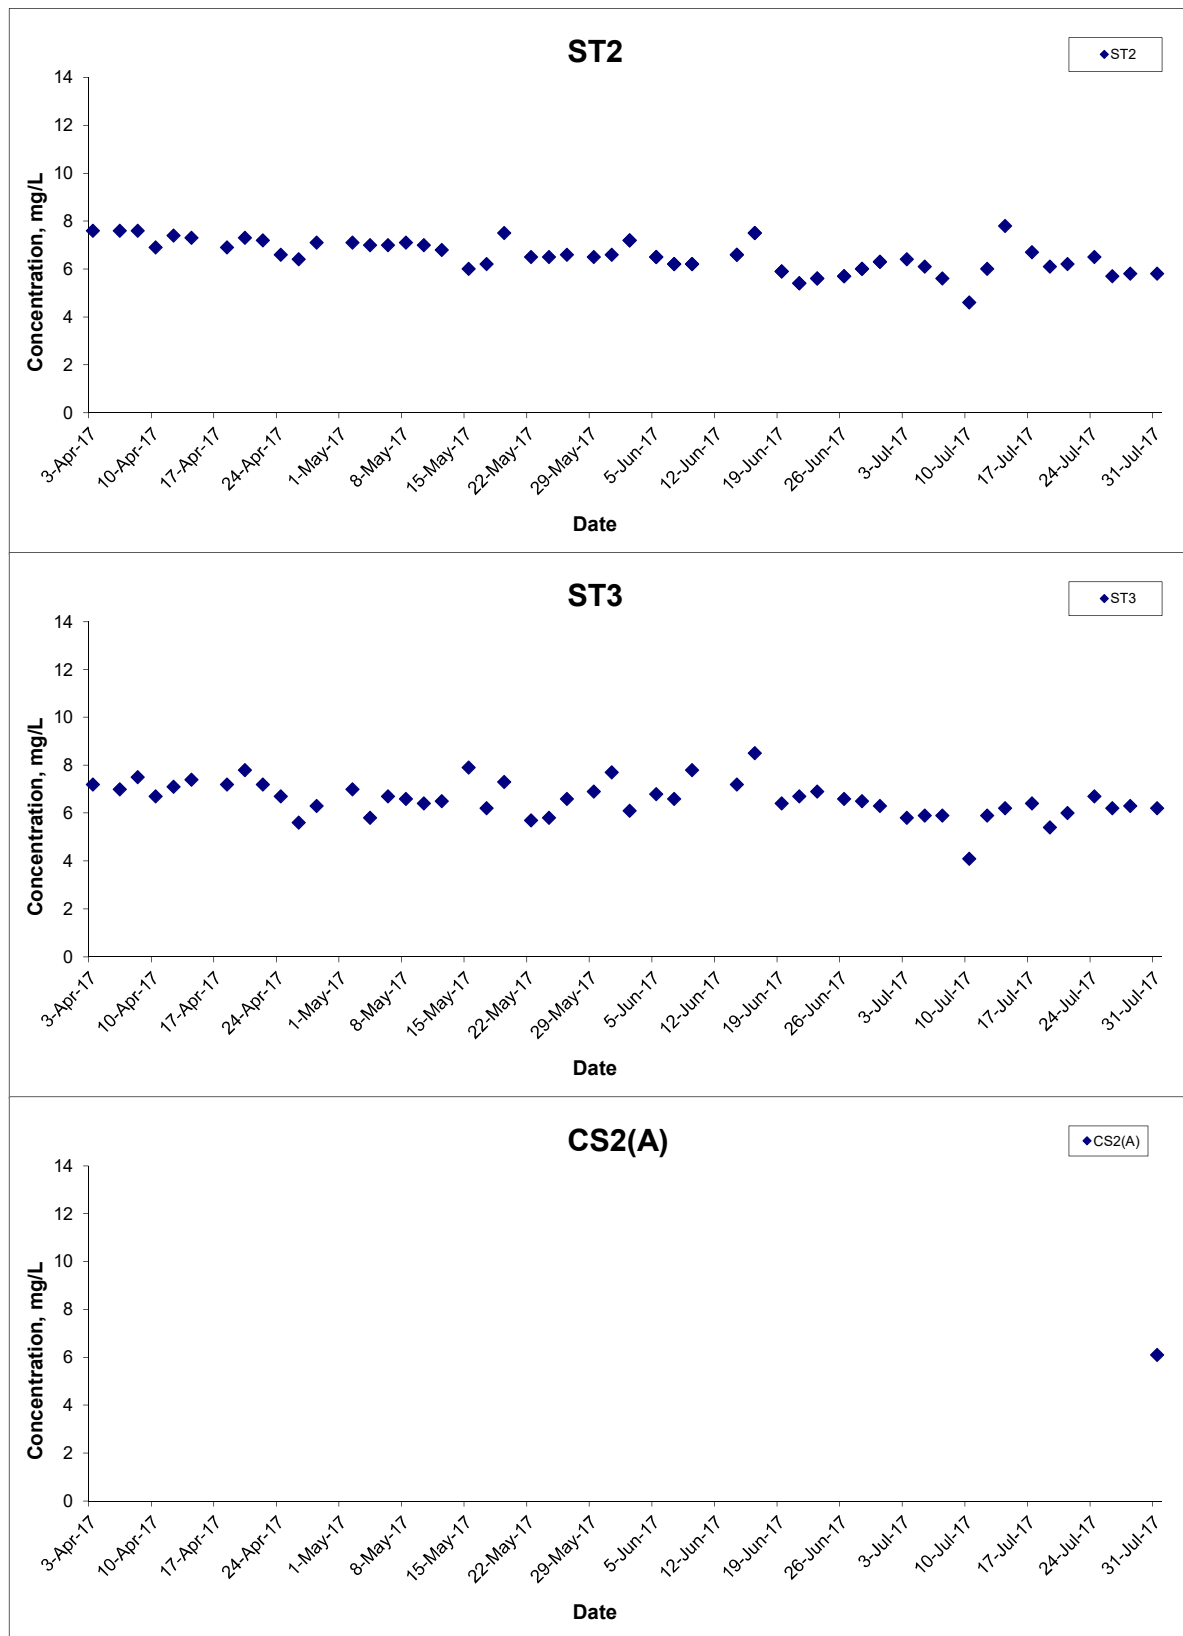 ST2
ST2
14
12
10
8
6
4
2
0
Concentration, mg/L
3-Apr-17
10-Apr-17
17-Apr-17
24-Apr-17
1-May-17
8-May-17
15-May-17
22-May-17
29-May-17
5-Jun-17
12-Jun-17
19-Jun-17
26-Jun-17
3-Jul-17
10-Jul-17
17-Jul-17
24-Jul-17
31-Jul-17
Date
ST3
ST3
14
12
10
8
6
4
2
0
Concentration, mg/L
3-Apr-17
10-Apr-17
17-Apr-17
24-Apr-17
1-May-17
8-May-17
15-May-17
22-May-17
29-May-17
5-Jun-17
12-Jun-17
19-Jun-17
26-Jun-17
3-Jul-17
10-Jul-17
17-Jul-17
24-Jul-17
31-Jul-17
Date
CS2(A)
CS2(A)
14
12
10
8
6
4
2
0
Concentration, mg/L
3-Apr-17
10-Apr-17
17-Apr-17
24-Apr-17
1-May-17
8-May-17
15-May-17
22-May-17
29-May-17
5-Jun-17
12-Jun-17
19-Jun-17
26-Jun-17
3-Jul-17
10-Jul-17
17-Jul-17
24-Jul-17
31-Jul-17
Date